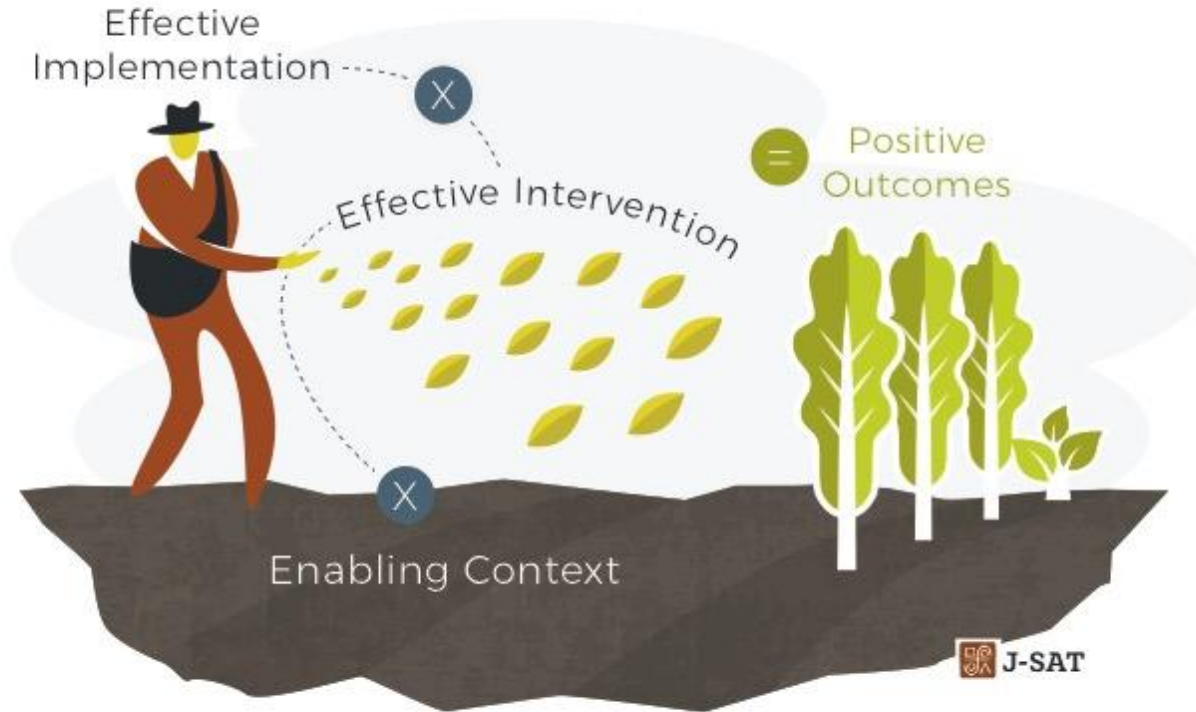 Effective
Implementation
X
Effective Intervention
=
Positive
Outcomes
X
Enabling Context
J-SAT